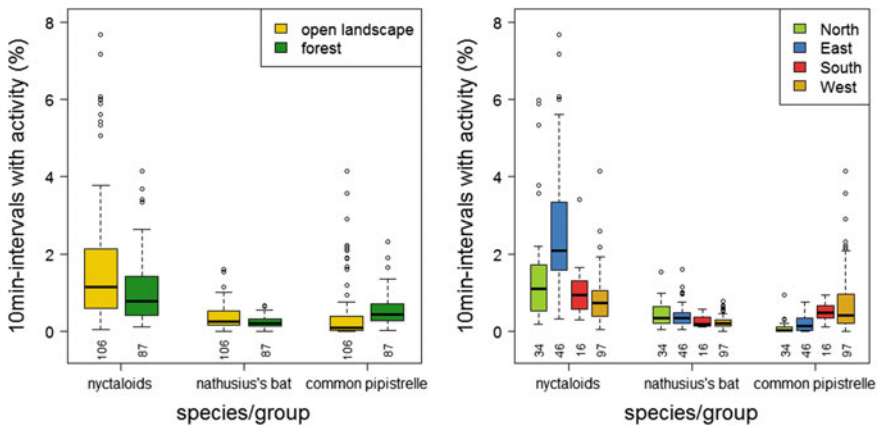 10min-intervals with activity (%)
8
6
4
2
0
open landscape
forest
106
87
106
87
106
87
nyctaloids
nathusius's bat
common pipistrelle
species/group
10min-intervals with activity (%)
8
6
4
2
0
North
East
South
West
34
46
16
97
34
46
16
97
34
46
16
97
nyctaloids
nathusius's bat
common pipistrelle
species/group